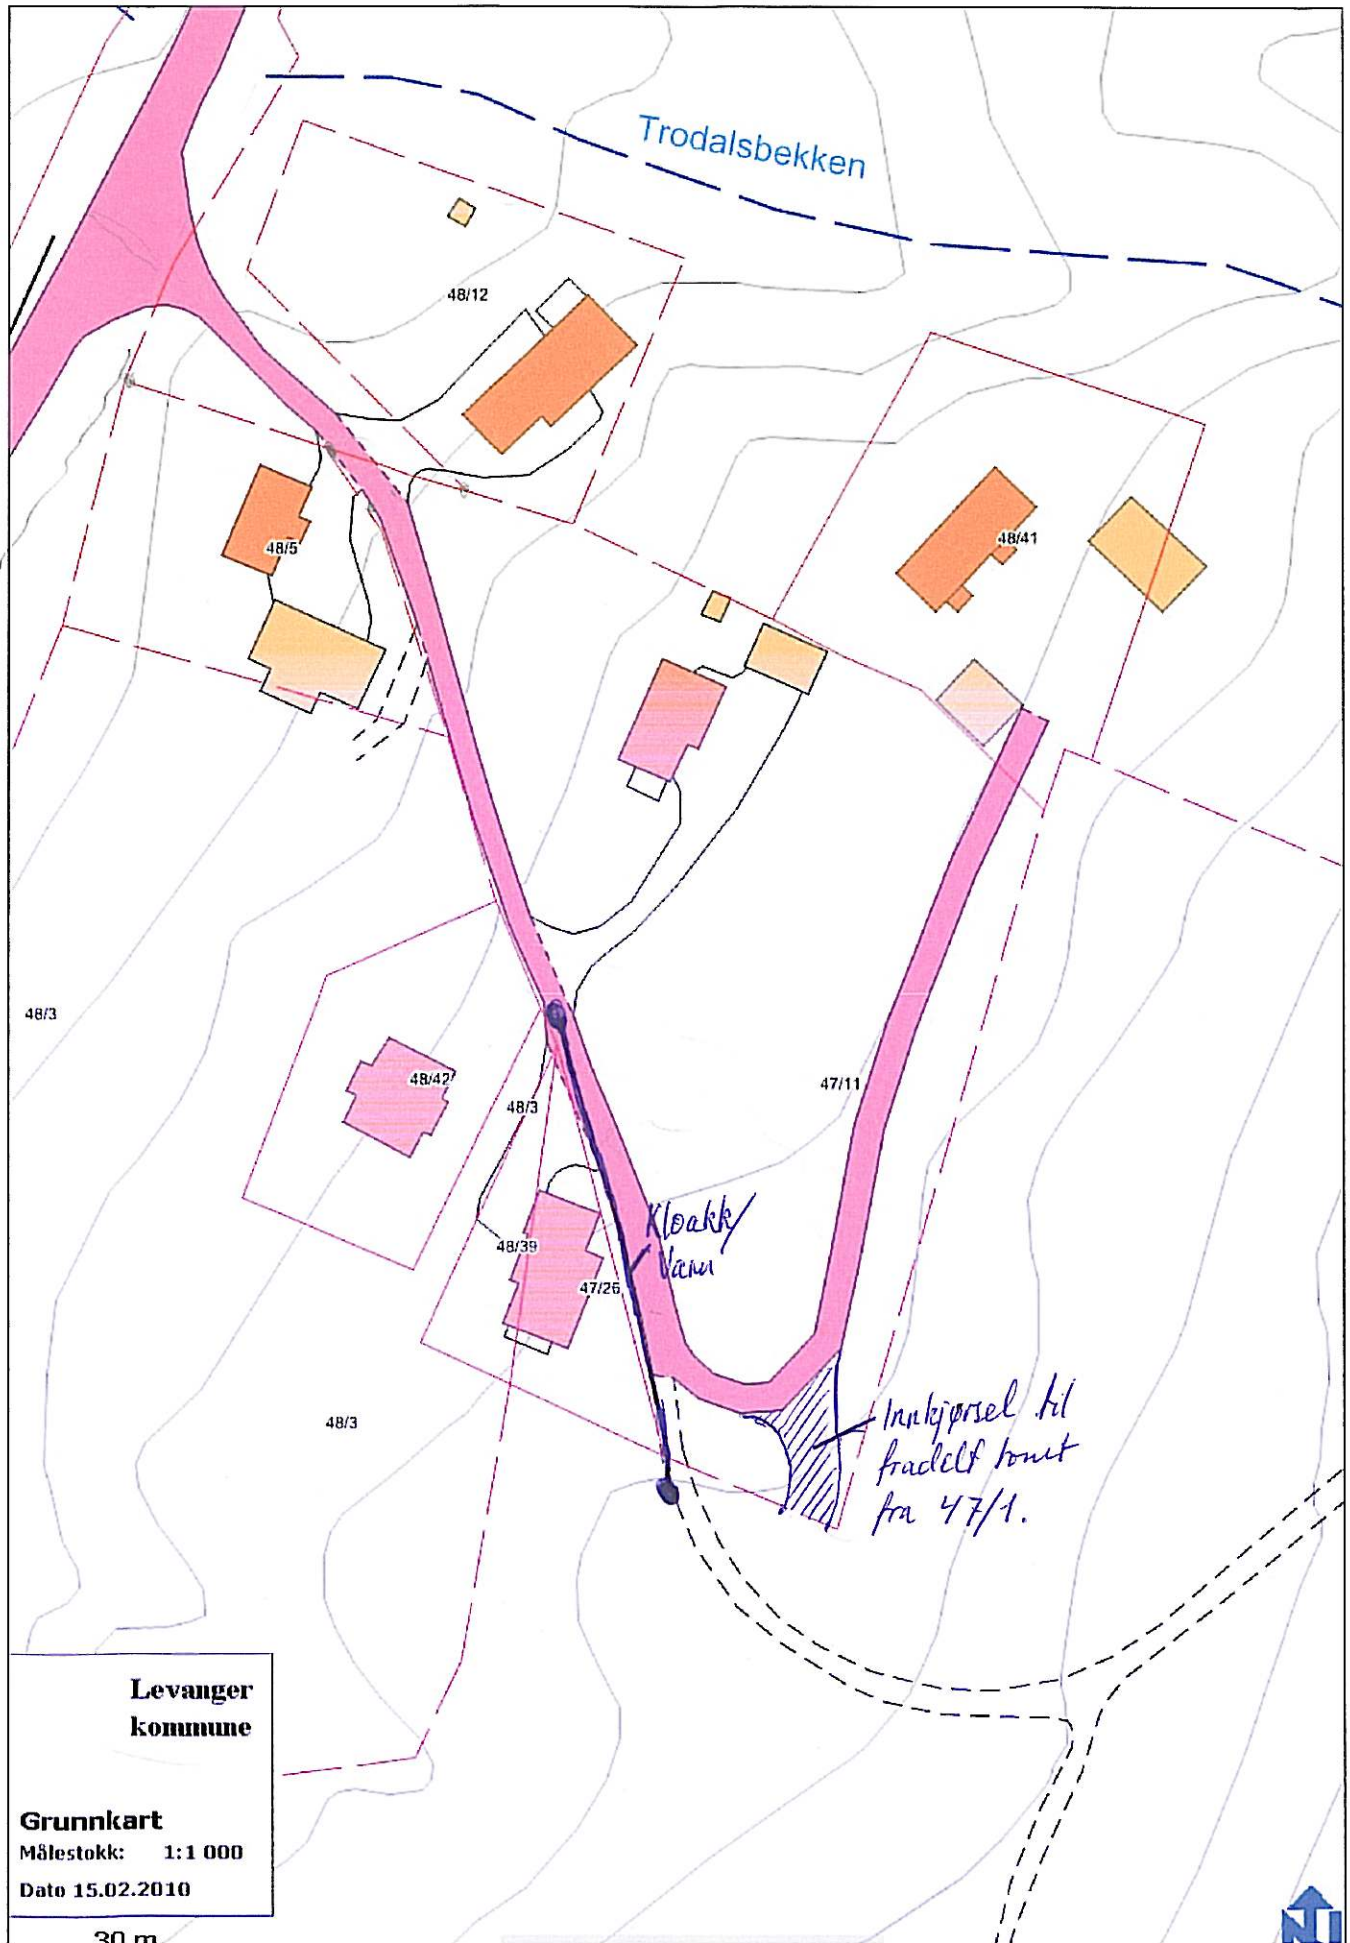 Trodalsbekken
48/12
48/41
48/5
48/3
48/42
47/11
48/3
48/39
47/26
Kloakk/
Vann
48/3
Innkjørsel til
fradelt tomt
fra 47/1.
Levanger
kommune
Grunnkart
Målestokk: 1:1 000
Dato 15.02.2010
30 m
N